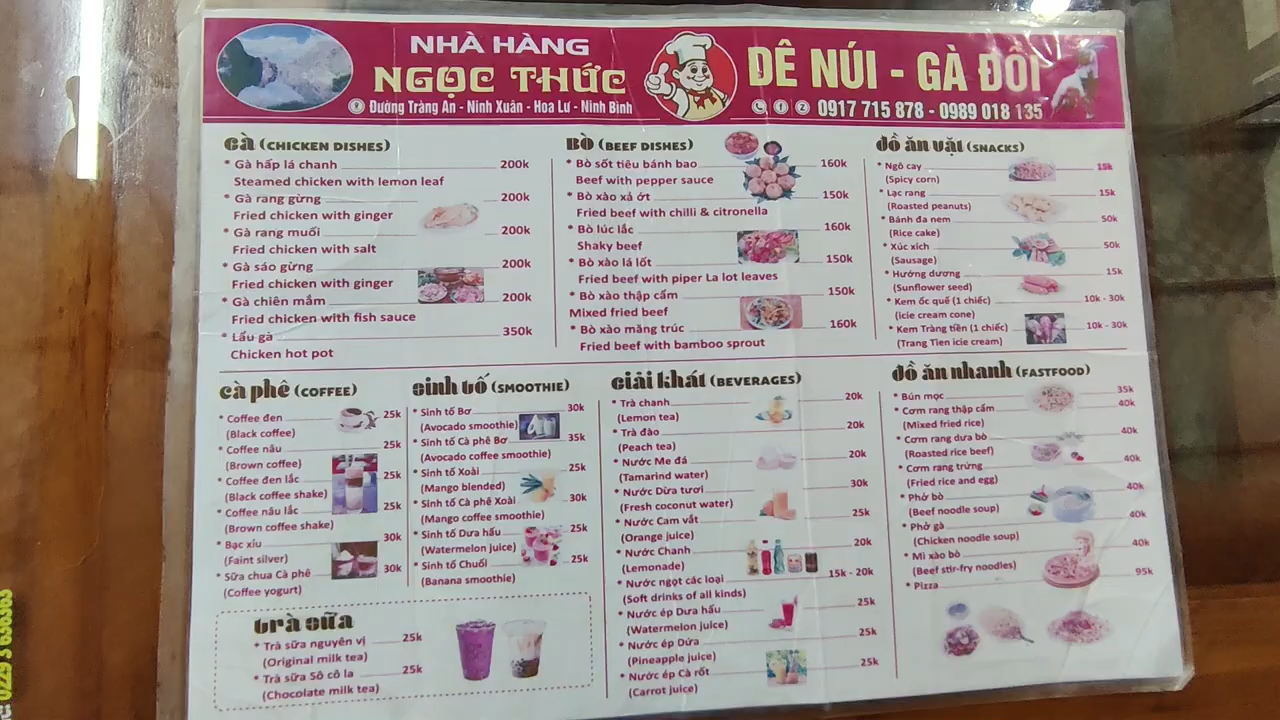 NHÀ HÀNG
NGỌC THỨC
Đường Tràng An - Ninh Xuân - Hoa Lư - Ninh Bình
DÊ NÚI - GÀ ĐỒI
0917 715 878 - 0989 018 135
GÀ (CHICKEN DISHES)
* Gà hấp lá chanh 200k
Steamed chicken with lemon leaf
* Gà rang gừng 200k
Fried chicken with ginger
* Gà rang muối 200k
Fried chicken with salt
* Gà sáo gừng 200k
Fried chicken with ginger
* Gà chiên mắm 200k
Fried chicken with fish sauce
* Lẩu gà 350k
Chicken hot pot
BÒ (BEEF DISHES)
* Bò sốt tiêu bánh bao 160k
Beef with pepper sauce
* Bò xào xả ớt 150k
Fried beef with chilli & citronella
* Bò lúc lắc 160k
Shaky beef
* Bò xào lá lốt 150k
Fried beef with piper La lot leaves
* Bò xào thập cẩm 150k
Mixed fried beef
* Bò xào măng trúc 160k
Fried beef with bamboo sprout
đồ ăn vặt (SNACKS)
* Ngô cay 15k
(Spicy corn)
* Lạc rang 15k
(Roasted peanuts)
* Bánh đa nem 50k
(Rice cake)
* Xúc xích 50k
(Sausage)
* Hướng dương 15k
(Sunflower seed)
* Kem ốc quế (1 chiếc) 10k - 30k
(icie cream cone)
* Kem Tràng tiền (1 chiếc) 10k - 30k
(Trang Tien icie cream)
cà phê (COFFEE)
* Coffee đen 25k
(Black coffee)
* Coffee nâu 25k
(Brown coffee)
* Coffee đen lắc 25k
(Black coffee shake)
* Coffee nâu lắc 25k
(Brown coffee shake)
* Bạc xỉu 30k
(Faint silver)
* Sữa chua Cà phê 30k
(Coffee yogurt)
sinh tố (SMOOTHIE)
* Sinh tố Bơ 30k
(Avocado smoothie)
* Sinh tố Cà phê Bơ 35k
(Avocado coffee smoothie)
* Sinh tố Xoài 25k
(Mango blended)
* Sinh tố Cà phê Xoài 30k
(Mango coffee smoothie)
* Sinh tố Dưa hấu 25k
(Watermelon juice)
* Sinh tố Chuối 25k
(Banana smoothie)
trà sữa
* Trà sữa nguyên vị 25k
(Original milk tea)
* Trà sữa Sô cô la 25k
(Chocolate milk tea)
giải khát (BEVERAGES)
* Trà chanh 20k
(Lemon tea)
* Trà đào 20k
(Peach tea)
* Nước Me đá 20k
(Tamarind water)
* Nước Dừa tươi 30k
(Fresh coconut water)
* Nước Cam vắt 25k
(Orange juice)
* Nước Chanh 20k
(Lemonade)
* Nước ngọt các loại 15k - 20k
(Soft drinks of all kinds)
* Nước ép Dưa hấu 25k
(Watermelon juice)
* Nước ép Dứa 25k
(Pineapple juice)
* Nước ép Cà rốt 25k
(Carrot juice)
đồ ăn nhanh (FASTFOOD)
* Bún mọc 35k
* Cơm rang thập cẩm 40k
(Mixed fried rice)
* Cơm rang dưa bò 40k
(Roasted rice beef)
* Cơm rang trứng 40k
(Fried rice and egg)
* Phở bò 40k
(Beef noodle soup)
* Phở gà 40k
(Chicken noodle soup)
* Mì xào bò 40k
(Beef stir-fry noodles)
* Pizza 95k